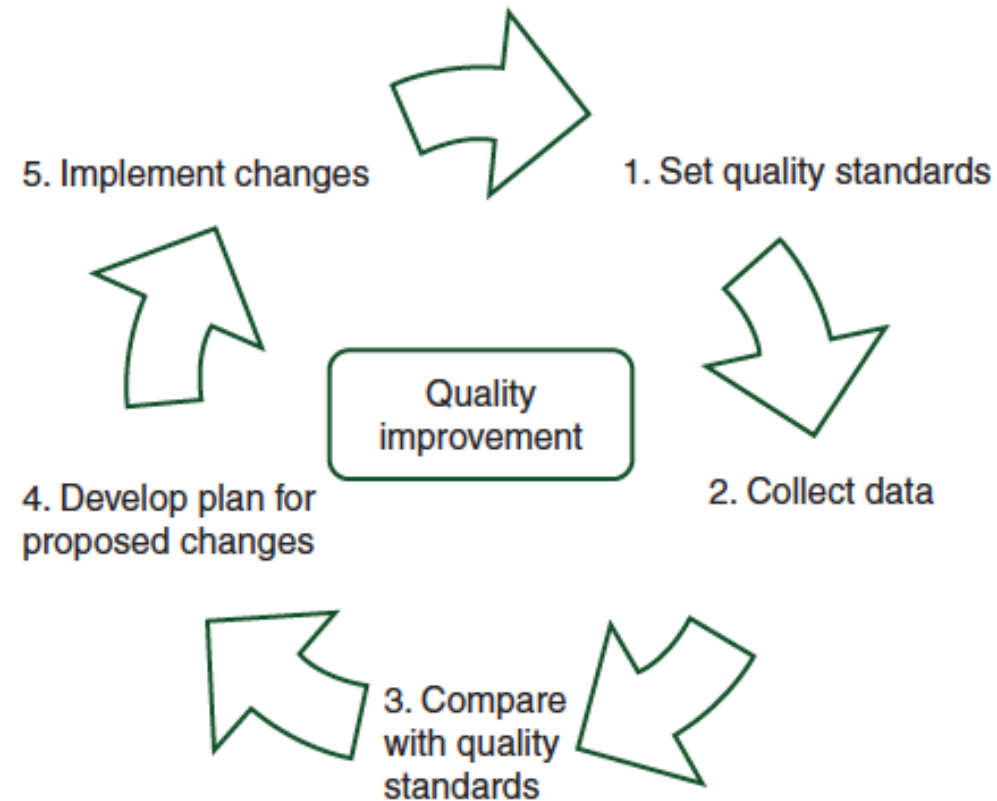 5. Implement changes
1. Set quality standards
Quality
improvement
2. Collect data
4. Develop plan for
proposed changes
3. Compare
with quality
standards